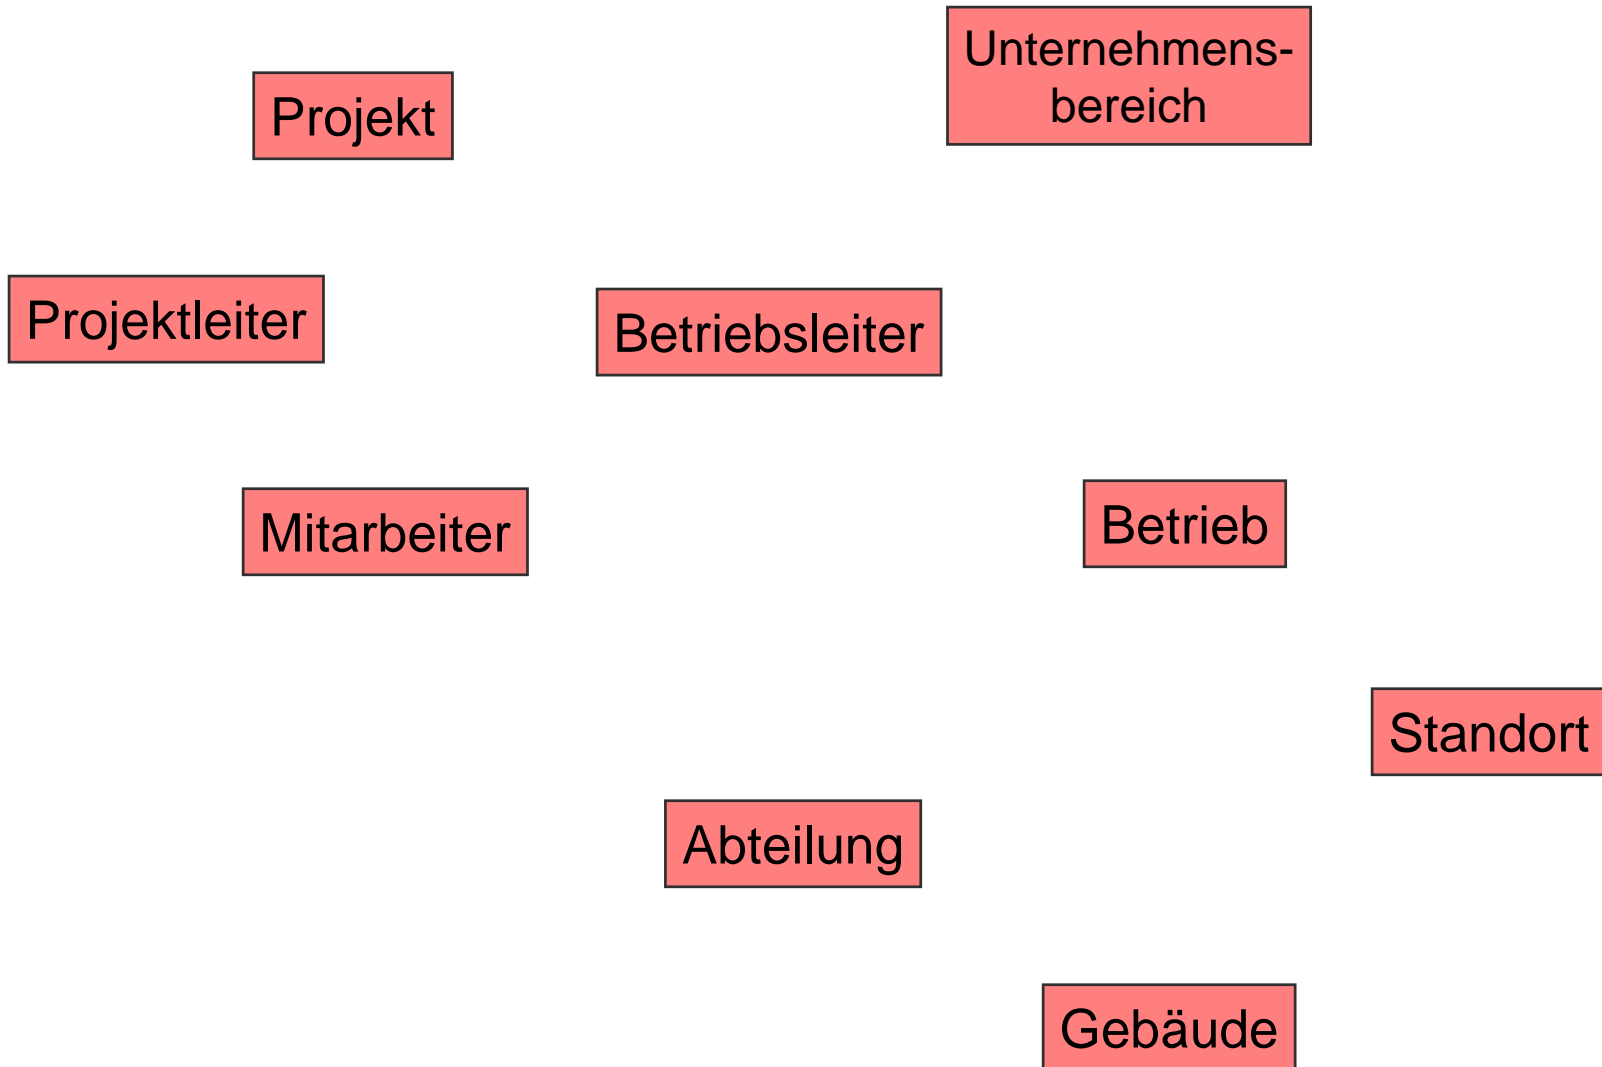 Unternehmens-
bereich
Projekt
Projektleiter
Betriebsleiter
Mitarbeiter
Betrieb
Standort
Abteilung
Gebäude